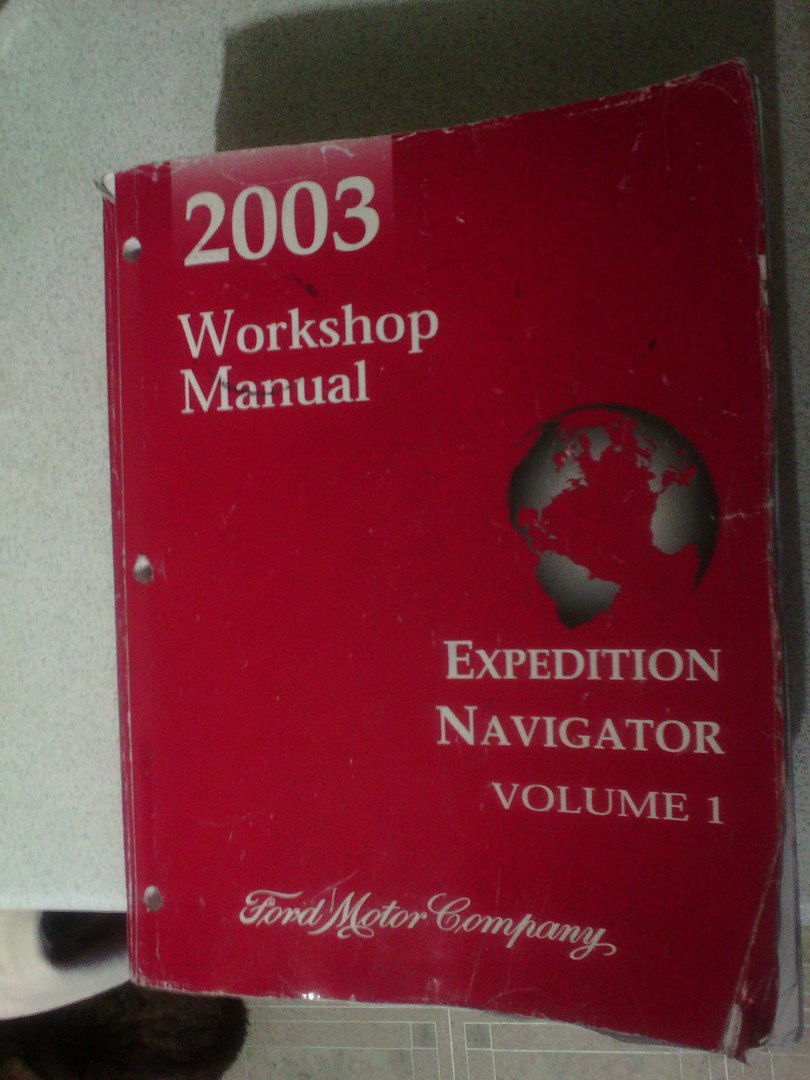 2003
Workshop
Manual
EXPEDITION
NAVIGATOR
VOLUME 1
Ford Motor Company